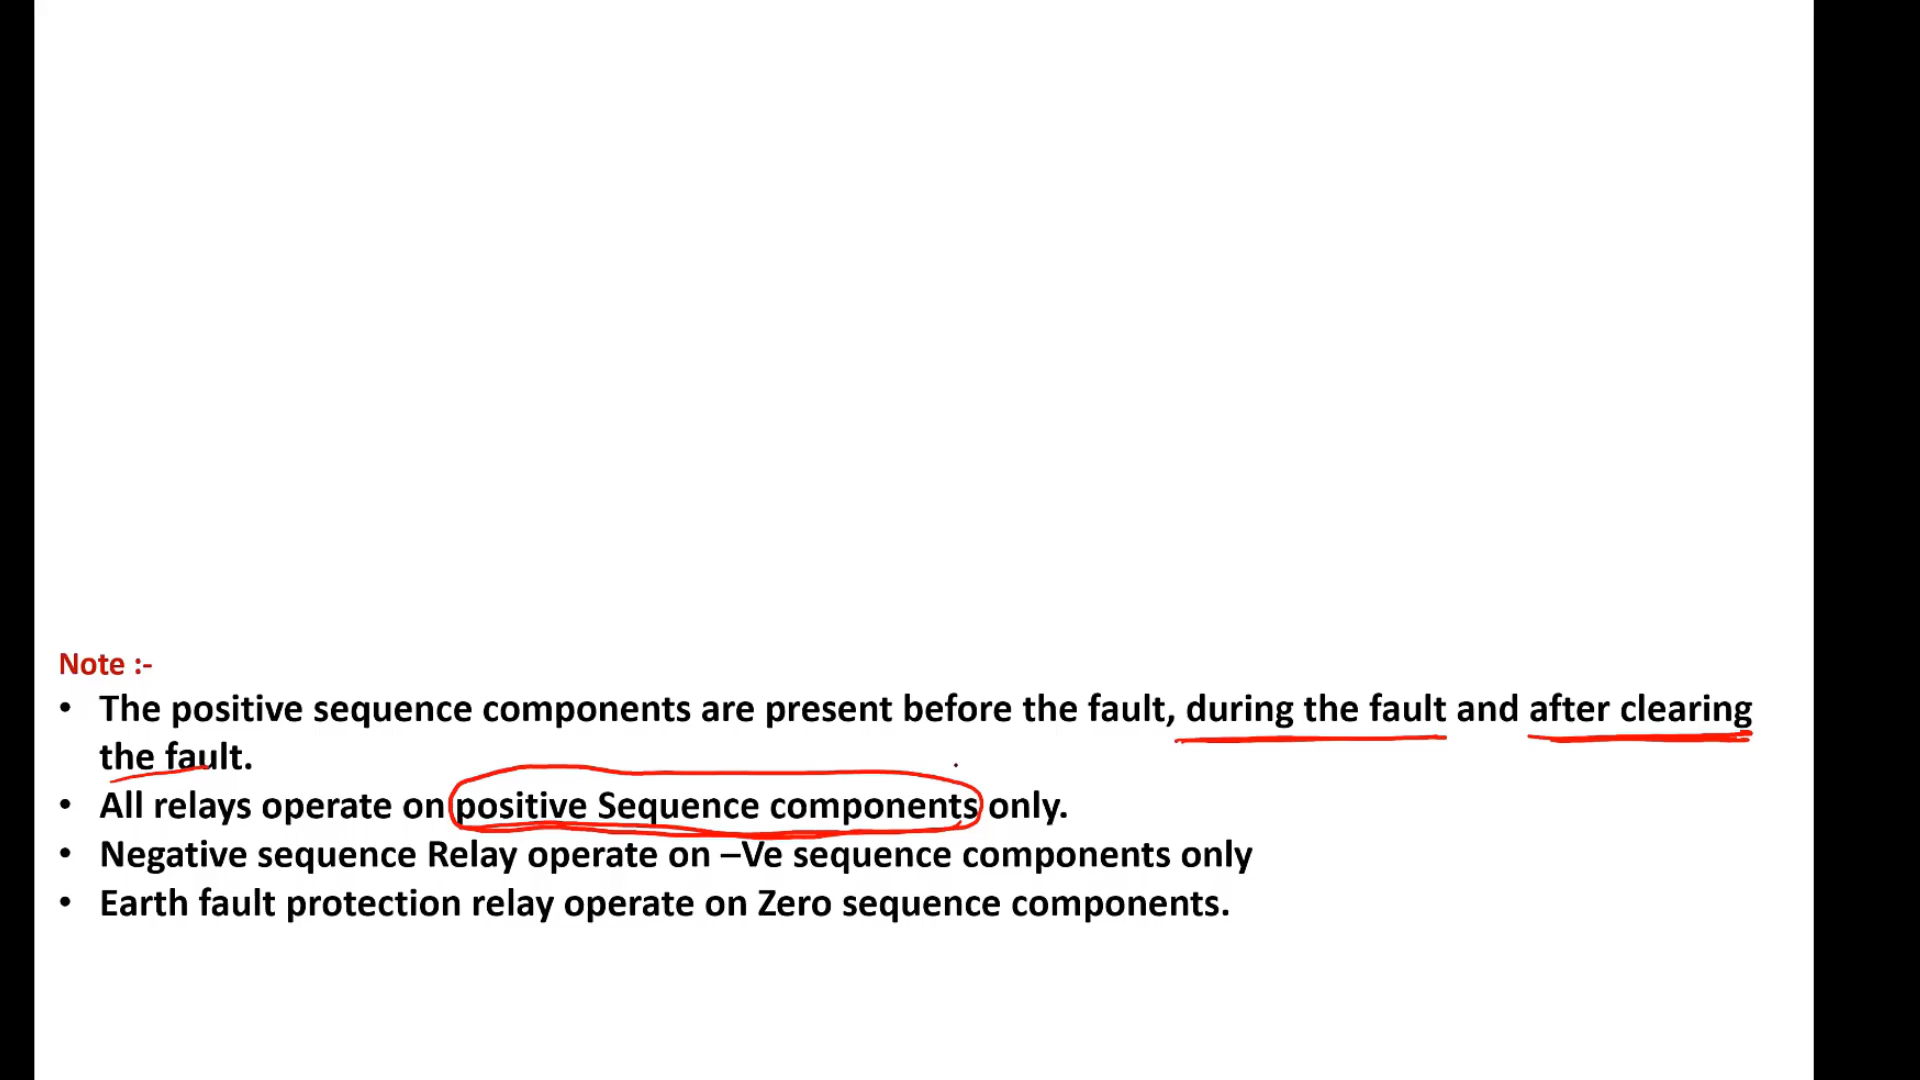 Note :-
• The positive sequence components are present before the fault, during the fault and after clearing
the fault.
• All relays operate on positive Sequence components only.
• Negative sequence Relay operate on –Ve sequence components only
• Earth fault protection relay operate on Zero sequence components.